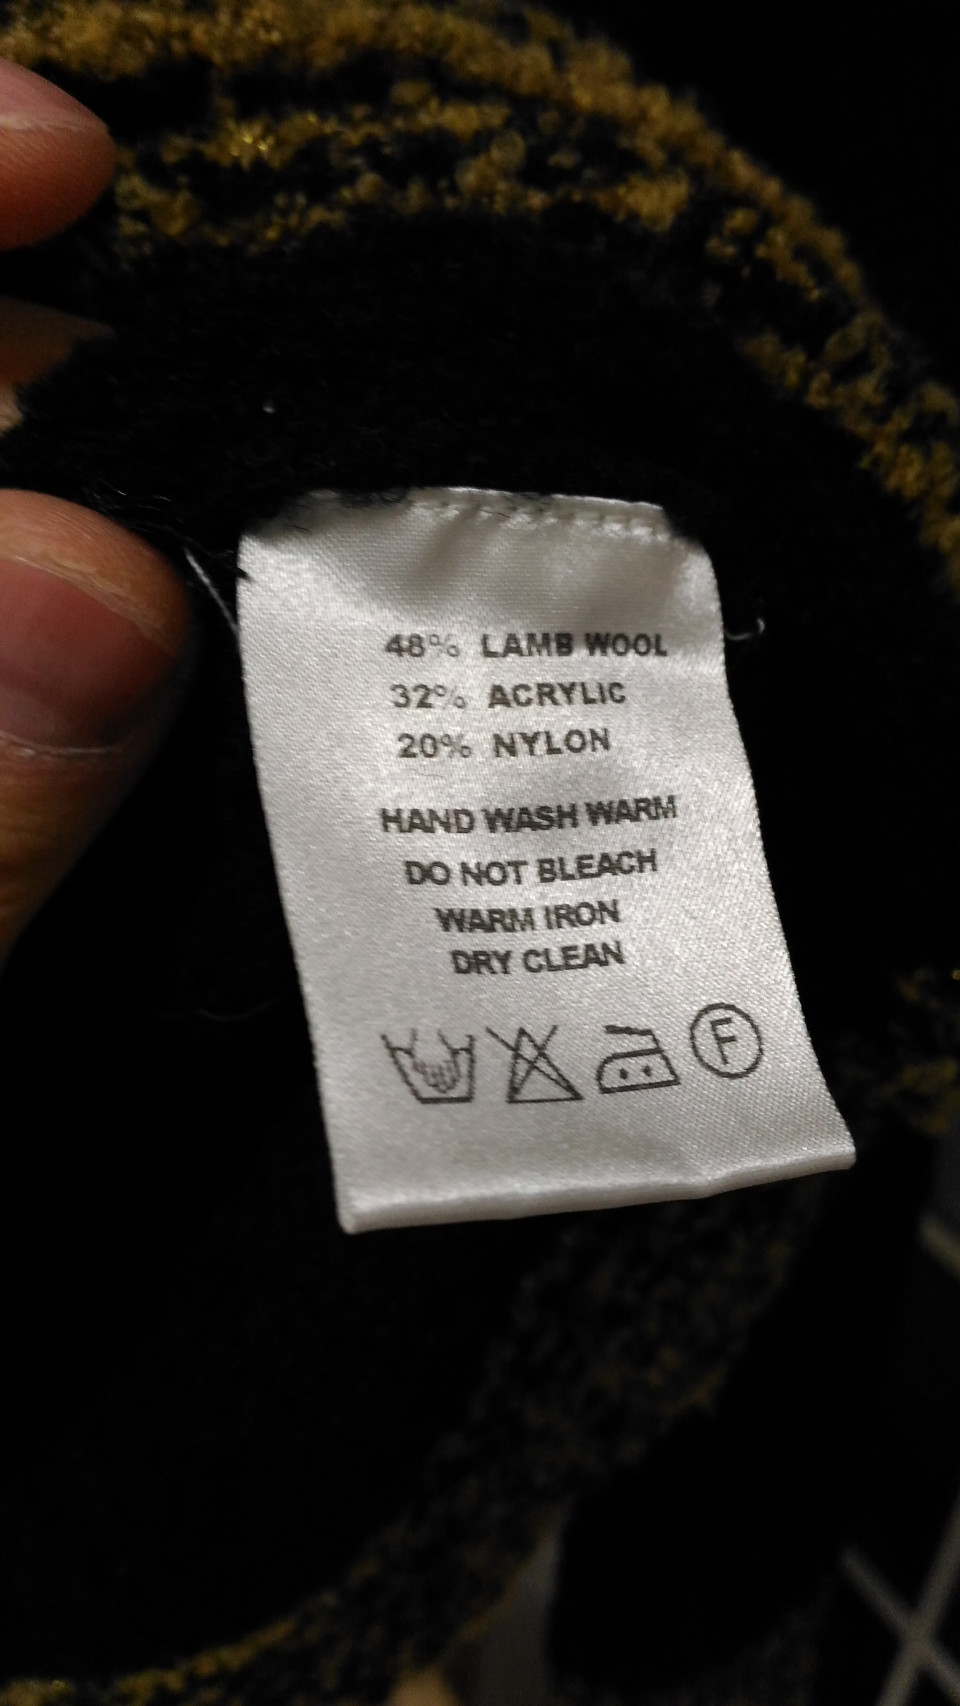 48% LAMB WOOL
32% ACRYLIC
20% NYLON
HAND WASH WARM
DO NOT BLEACH
WARM IRON
DRY CLEAN
F